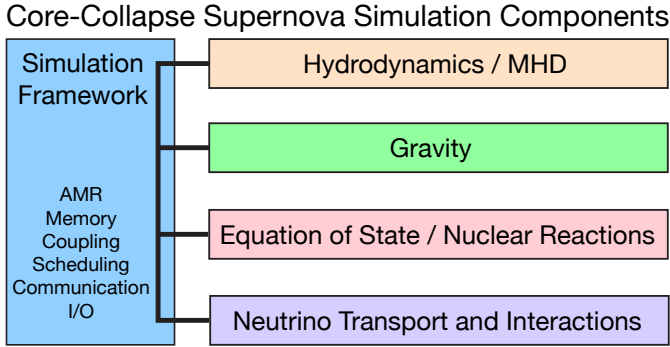 Core-Collapse Supernova Simulation Components
Simulation
Framework
AMR
Memory
Coupling
Scheduling
Communication
I/O
Hydrodynamics / MHD
Gravity
Equation of State / Nuclear Reactions
Neutrino Transport and Interactions